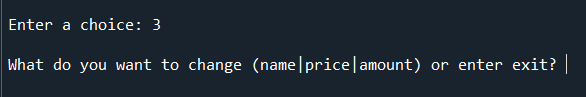 Enter a choice: 3
What do you want to change (name|price|amount) or enter exit?